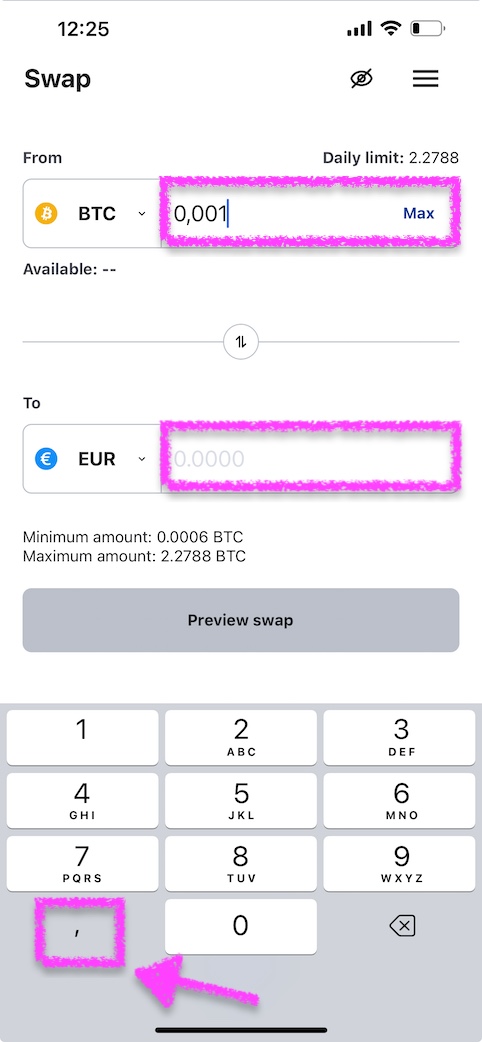 12:25
Swap
From Daily limit: 2.2788
BTC 0,001 Max
Available: --
To
EUR 0.0000
Minimum amount: 0.0006 BTC
Maximum amount: 2.2788 BTC
Preview swap
1 2 3
ABC DEF
4 5 6
GHI JKL MNO
7 8 9
PQRS TUV WXYZ
, 0